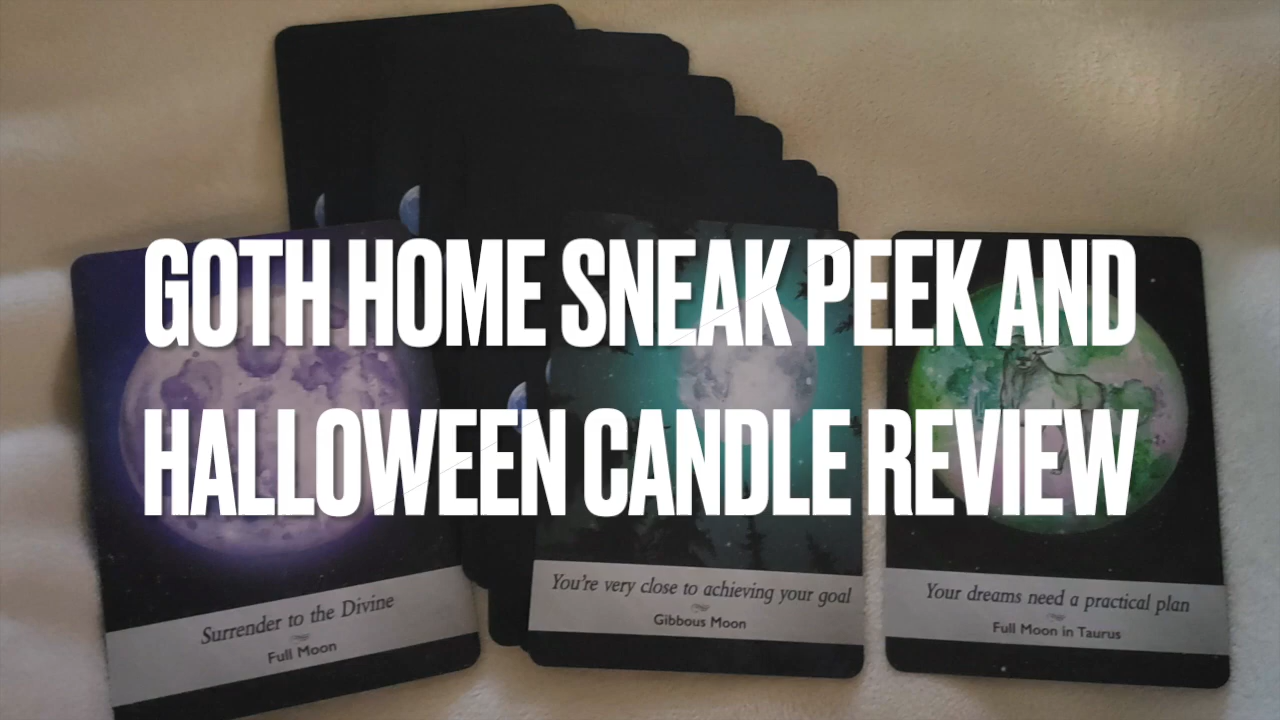 GOTH HOME SNEAK PEEK AND
HALLOWEEN CANDLE REVIEW
Surrender to the Divine
Full Moon
You're very close to achieving your goal
Gibbous Moon
Your dreams need a practical plan
Full Moon in Taurus